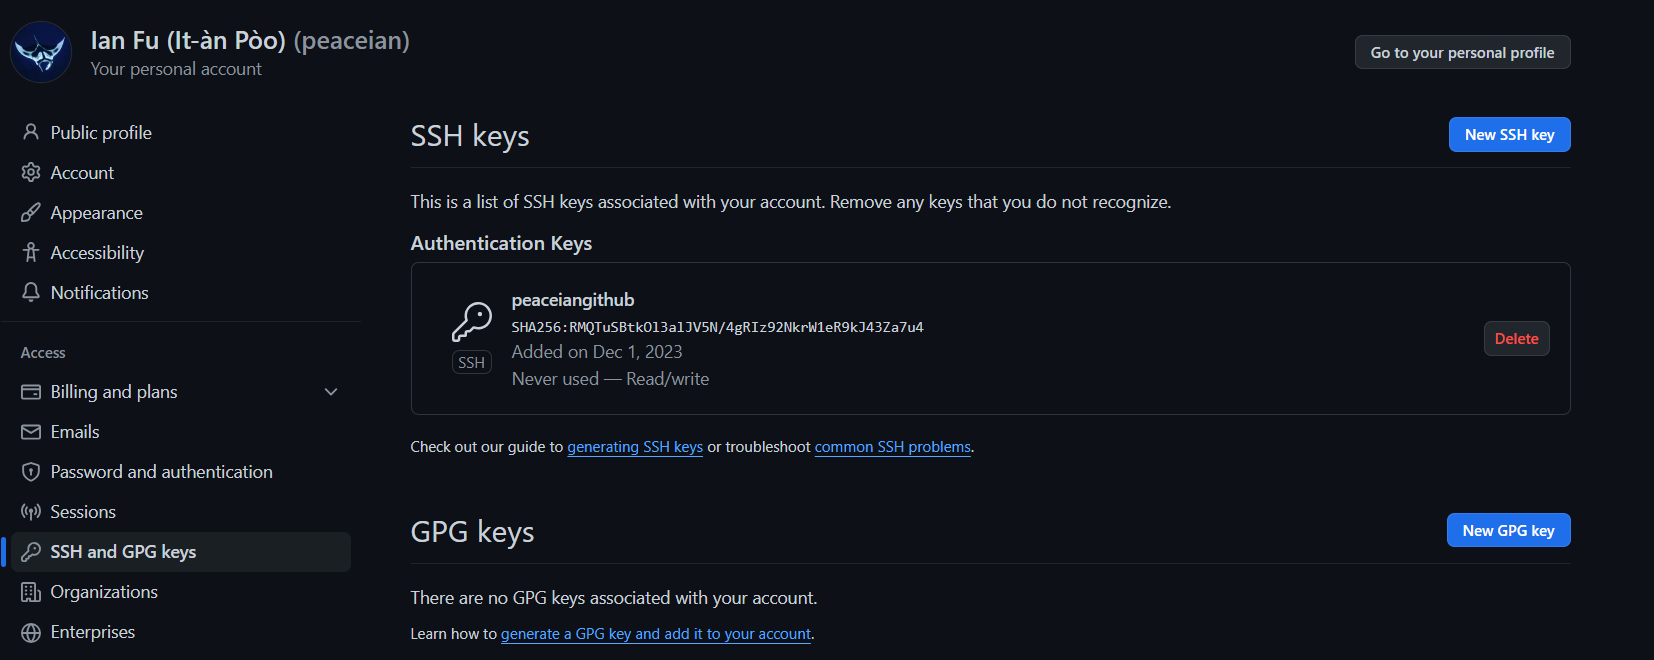 Ian Fu (It-àn Pòo) (peaceian)
Your personal account
Go to your personal profile
Public profile
Account
Appearance
Accessibility
Notifications
Access
Billing and plans
Emails
Password and authentication
Sessions
SSH and GPG keys
Organizations
Enterprises
SSH keys
New SSH key
This is a list of SSH keys associated with your account. Remove any keys that you do not recognize.
Authentication Keys
peaceiangithub
SHA256:RMQTuSBtkOl3alJV5N/4gRIz92NkrW1eR9kJ43Za7u4
Added on Dec 1, 2023
Never used — Read/write
SSH
Delete
Check out our guide to generating SSH keys or troubleshoot common SSH problems.
GPG keys
New GPG key
There are no GPG keys associated with your account.
Learn how to generate a GPG key and add it to your account.